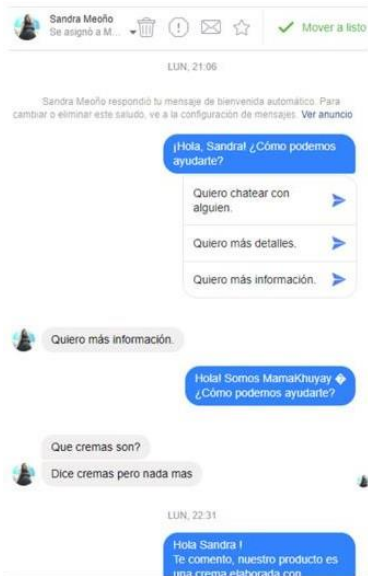 Sandra Meoño
Se asignó a M...
Mover a listo
LUN, 21:06
Sandra Meoño respondió tu mensaje de bienvenida automático. Para
cambiar o eliminar este saludo, ve a la configuración de mensajes. Ver anuncio
¡Hola, Sandra! ¿Cómo podemos
ayudarte?
Quiero chatear con
alguien.
Quiero más detalles.
Quiero más información.
Quiero más información.
Hola! Somos MamaKhuyay �
¿Cómo podemos ayudarte?
Que cremas son?
Dice cremas pero nada mas
LUN, 22:31
Hola Sandra !
Te comento, nuestro producto es
una crema elaborada con